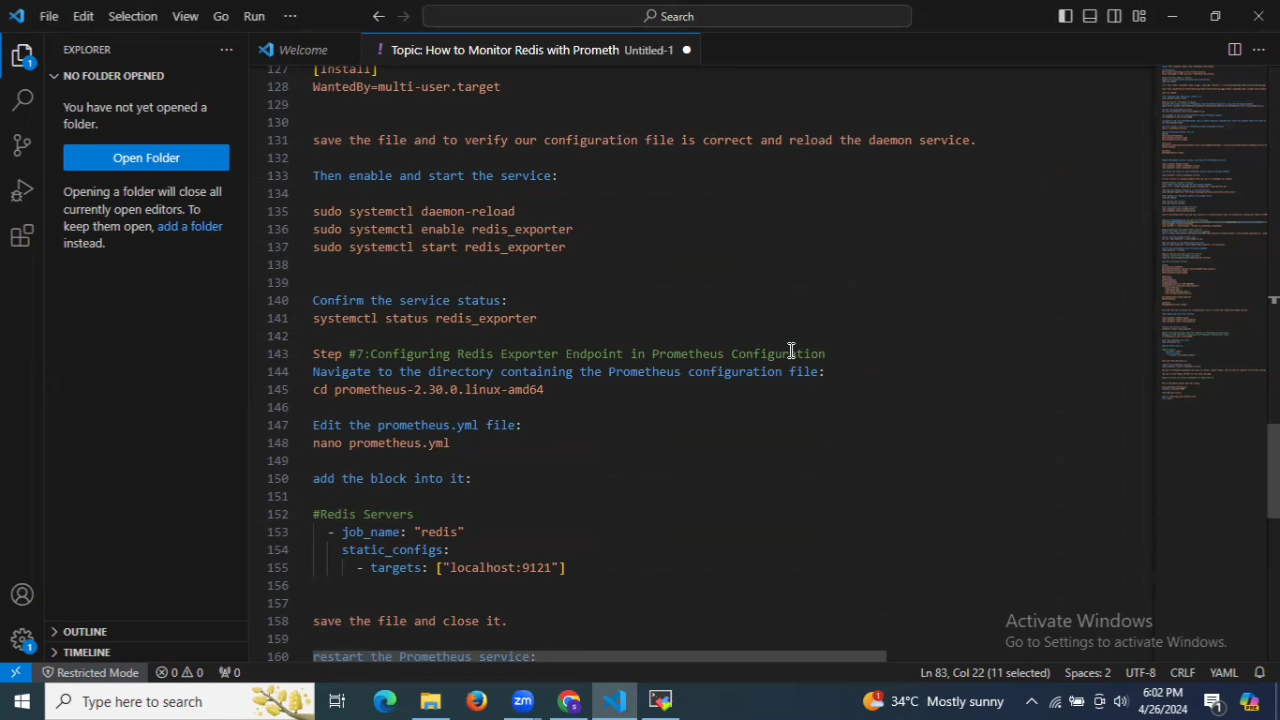 File Edit Selection View Go Run ··· Search
EXPLORER ···
Welcome
! Topic: How to Monitor Redis with Prometh Untitled-1
NO FOLDER OPENED
You have not yet opened a
folder.
Open Folder
Opening a folder will close all
currently open editors. To
keep them open, add a folder
instead.
OUTLINE
TIMELINE
127 [Install]
128 WantedBy=multi-user.target
129
130
131 save the file and close it. our configuration file is created or reload the daemon service.
132
133 The enable and start the service:
134
135 sudo systemctl daemon-reload
136 sudo systemctl enable redis_exporter
137 sudo systemctl start redis_exporter
138
139
140 Confirm the service status:
141 systemctl status redis_exporter
142
143 Step #7:Configuring Redis Exporter Endpoint in Prometheus configuration
144 Navigate to the directory containing the Prometheus configuration file:
145 cd prometheus-2.30.0.linux-amd64
146
147 Edit the prometheus.yml file:
148 nano prometheus.yml
149
150 add the block into it:
151
152 #Redis Servers
153 - job_name: "redis"
154 static_configs:
155 - targets: ["localhost:9121"]
156
157
158 save the file and close it.
159
160 restart the Prometheus service:
Activate Windows
Go to Settings to activate Windows.
Restricted Mode 0 0 0 Ln 83, Col 22 (11 selected) Spaces: 2 UTF-8 CRLF YAML
Type here to search
34°C Mostly sunny
6:02 PM
4/26/2024